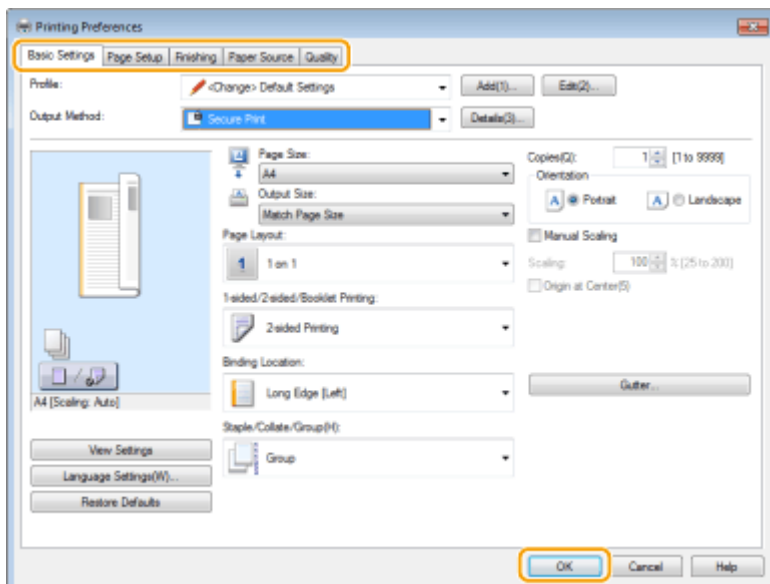 Printing Preferences
Basic Settings Page Setup Finishing Paper Source Quality
Profile: <Change> Default Settings Add(1)... Edit(2)...
Output Method: Secure Print Details(3)...
Page Size:
A4
Output Size:
Match Page Size
Page Layout:
1 1 on 1
1-sided/2-sided/Booklet Printing:
2-sided Printing
Binding Location:
Long Edge [Left]
Staple/Collate/Group(H):
Group
Copies(Q): 1 [1 to 9999]
Orientation
A Portrait A Landscape
Manual Scaling
Scaling: 100 % [25 to 200]
Origin at Center(5)
Gutter...
A4 [Scaling: Auto]
View Settings
Language Settings(W)...
Restore Defaults
OK Cancel Help